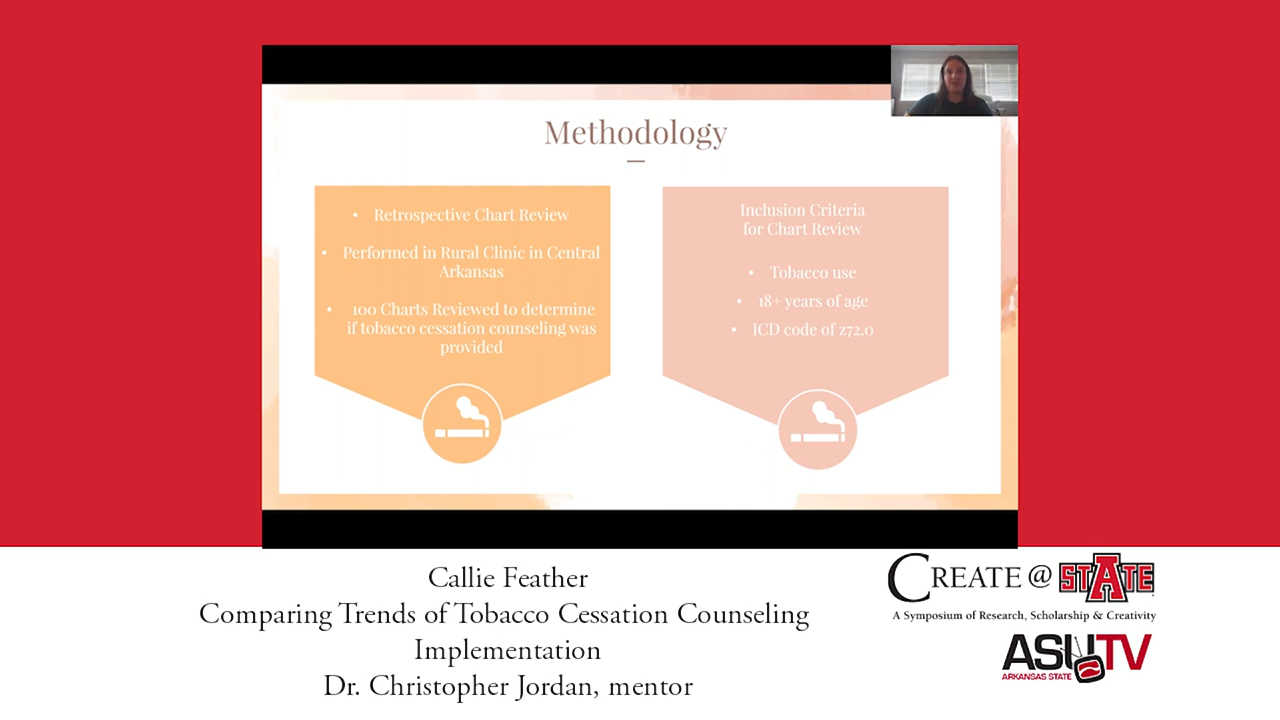 Methodology
• Retrospective Chart Review
• Performed in Rural Clinic in Central
Arkansas
• 100 Charts Reviewed to determine
if tobacco cessation counseling was
provided
Inclusion Criteria
for Chart Review
• Tobacco use
• 18+ years of age
• ICD code of z72.0
Callie Feather
Comparing Trends of Tobacco Cessation Counseling
Implementation
Dr. Christopher Jordan, mentor
CREATE @ STATE
A Symposium of Research, Scholarship & Creativity
ASUTV
ARKANSAS STATE